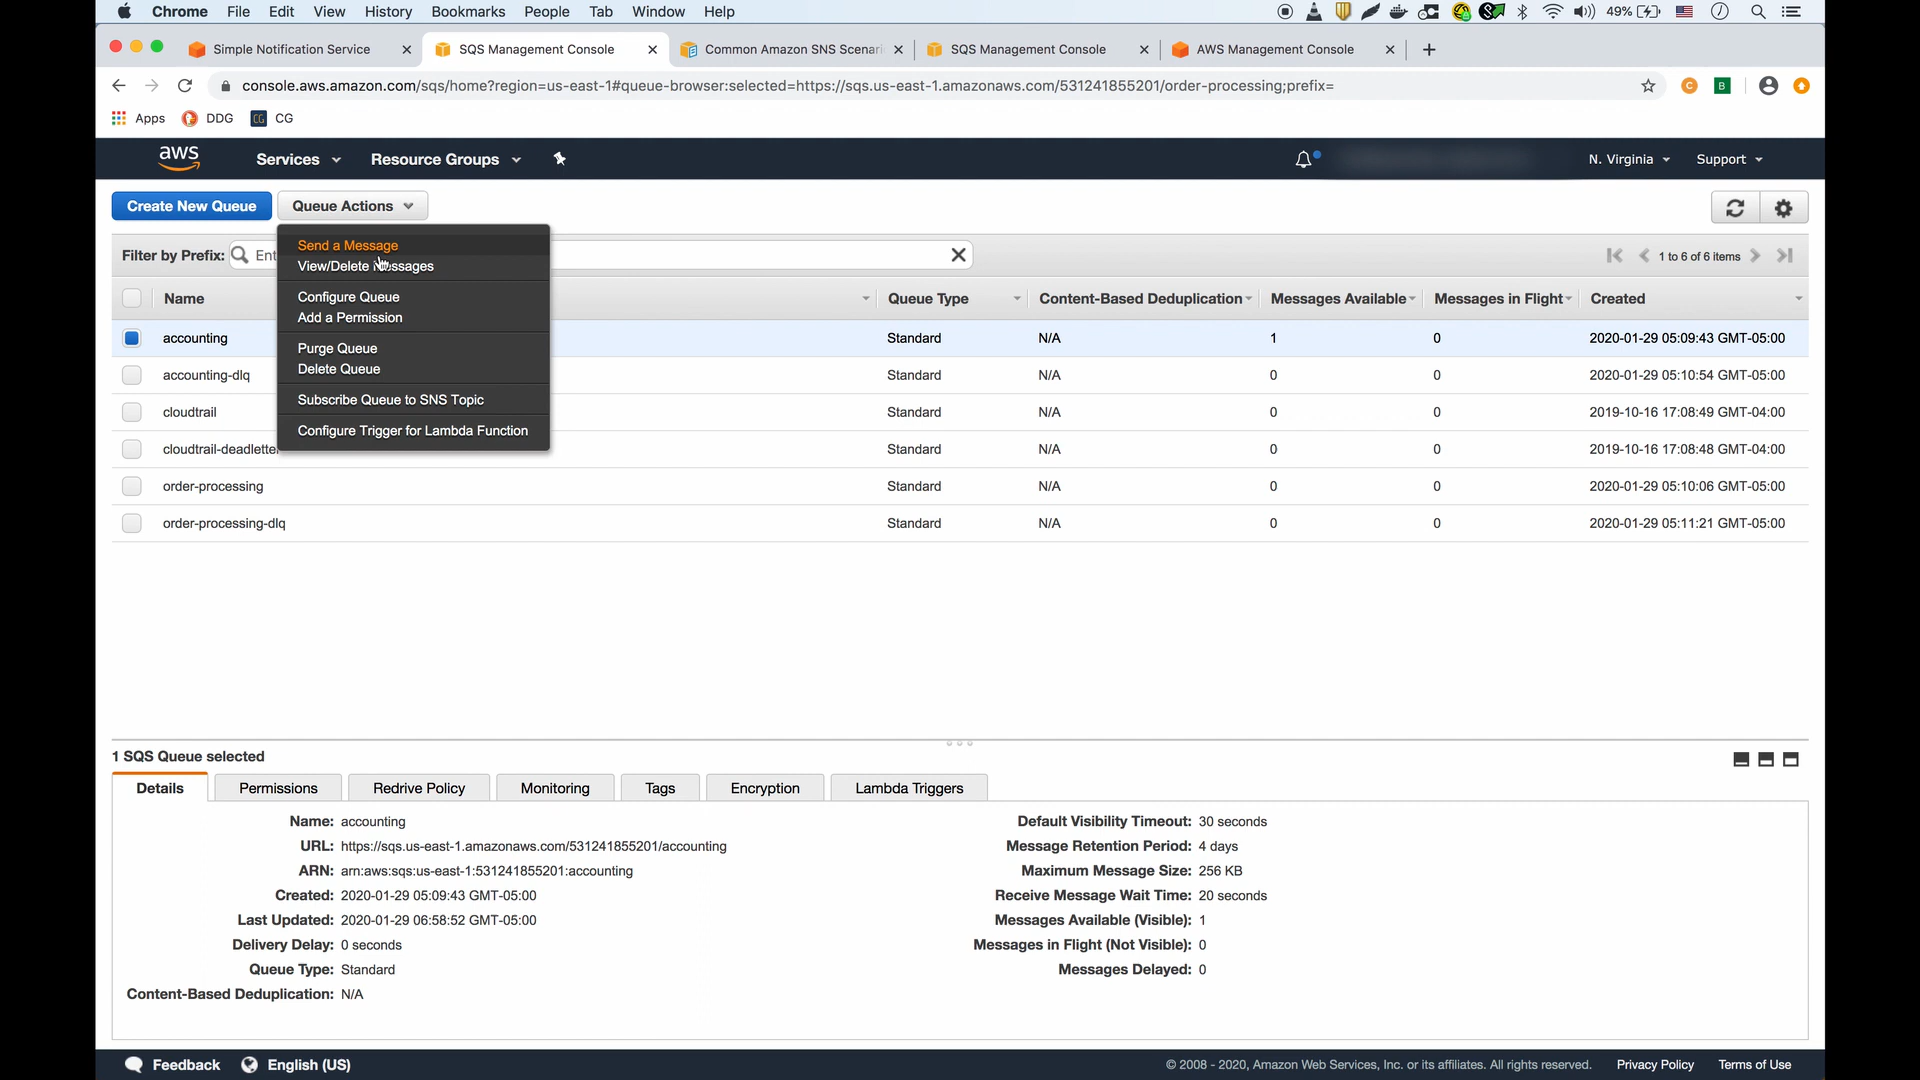 Chrome File Edit View History Bookmarks People Tab Window Help 49%
Simple Notification Service SQS Management Console Common Amazon SNS Scenari SQS Management Console AWS Management Console
console.aws.amazon.com/sqs/home?region=us-east-1#queue-browser:selected=https://sqs.us-east-1.amazonaws.com/531241855201/order-processing;prefix=
Apps DDG CG CG
aws Services Resource Groups N. Virginia Support
Create New Queue Queue Actions
Send a Message
Filter by Prefix: Ent 1 to 6 of 6 items
View/Delete Messages
Configure Queue
Name Queue Type Content-Based Deduplication Messages Available Messages in Flight Created
Add a Permission
accounting Standard N/A 1 0 2020-01-29 05:09:43 GMT-05:00
Purge Queue
Delete Queue
accounting-dlq Standard N/A 0 0 2020-01-29 05:10:54 GMT-05:00
Subscribe Queue to SNS Topic
cloudtrail Standard N/A 0 0 2019-10-16 17:08:49 GMT-04:00
Configure Trigger for Lambda Function
cloudtrail-deadletter Standard N/A 0 0 2019-10-16 17:08:48 GMT-04:00
order-processing Standard N/A 0 0 2020-01-29 05:10:06 GMT-05:00
order-processing-dlq Standard N/A 0 0 2020-01-29 05:11:21 GMT-05:00
1 SQS Queue selected
Details Permissions Redrive Policy Monitoring Tags Encryption Lambda Triggers
Name: accounting Default Visibility Timeout: 30 seconds
URL: https://sqs.us-east-1.amazonaws.com/531241855201/accounting Message Retention Period: 4 days
ARN: arn:aws:sqs:us-east-1:531241855201:accounting Maximum Message Size: 256 KB
Created: 2020-01-29 05:09:43 GMT-05:00 Receive Message Wait Time: 20 seconds
Last Updated: 2020-01-29 06:58:52 GMT-05:00 Messages Available (Visible): 1
Delivery Delay: 0 seconds Messages in Flight (Not Visible): 0
Queue Type: Standard Messages Delayed: 0
Content-Based Deduplication: N/A
Feedback English (US) © 2008 - 2020, Amazon Web Services, Inc. or its affiliates. All rights reserved. Privacy Policy Terms of Use